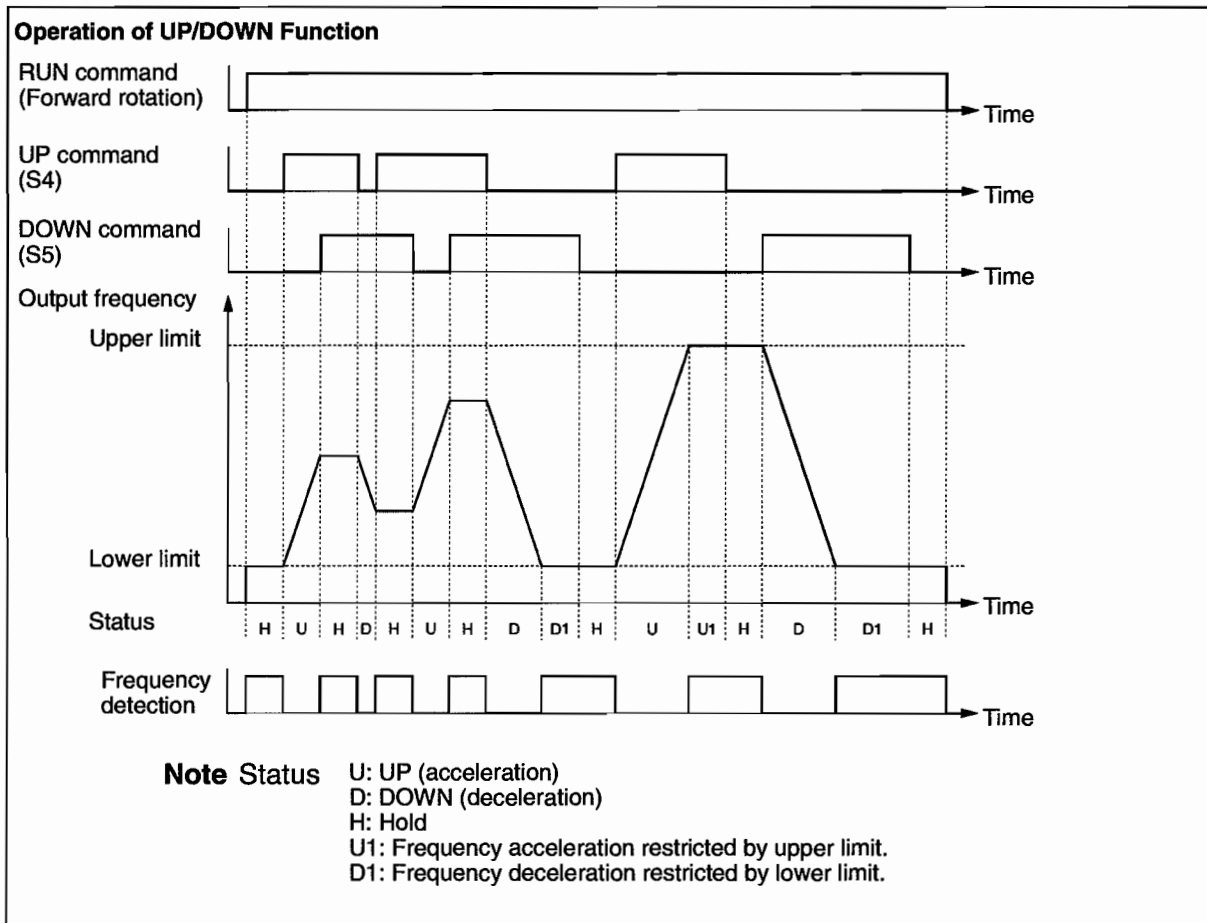 Operation of UP/DOWN Function
RUN command
(Forward rotation)
Time
UP command
(S4)
Time
DOWN command
(S5)
Time
Output frequency
Upper limit
Lower limit
Time
Status
H U H D H U H D D1 H U U1 H D D1 H
Frequency
detection
Time
Note Status U: UP (acceleration)
D: DOWN (deceleration)
H: Hold
U1: Frequency acceleration restricted by upper limit.
D1: Frequency deceleration restricted by lower limit.